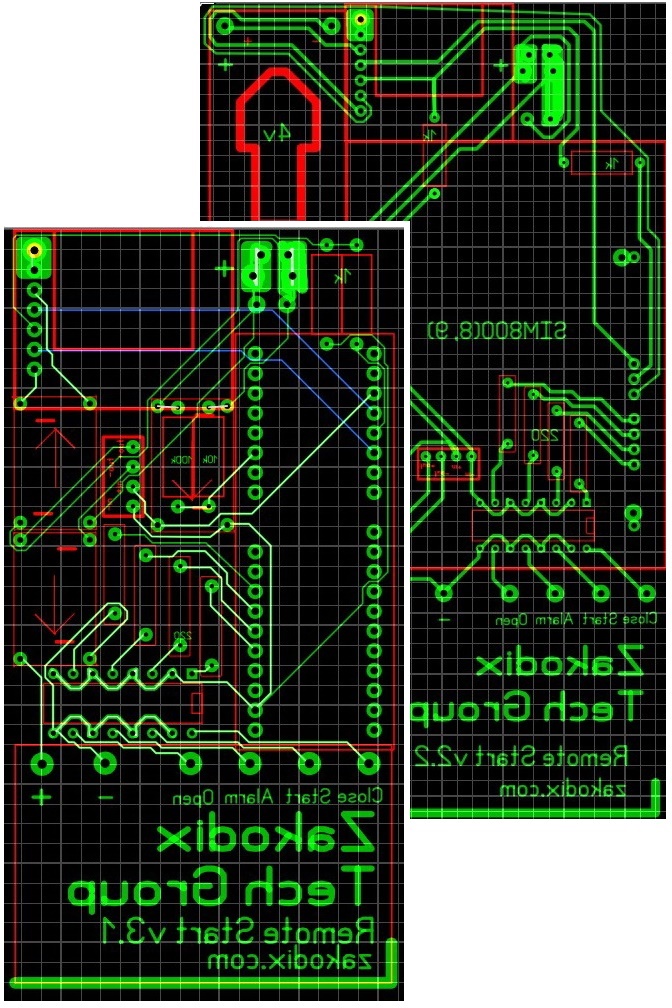 4v
1k
1k
SIM800(8,9)
220
-
Close Start Alarm Open
Zakodix
Tech Group
Remote Start v2.2
zakodix.com
+
1k
100k 10k
220
+ -
Close Start Alarm Open
Zakodix
Tech Group
Remote Start v3.1
zakodix.com